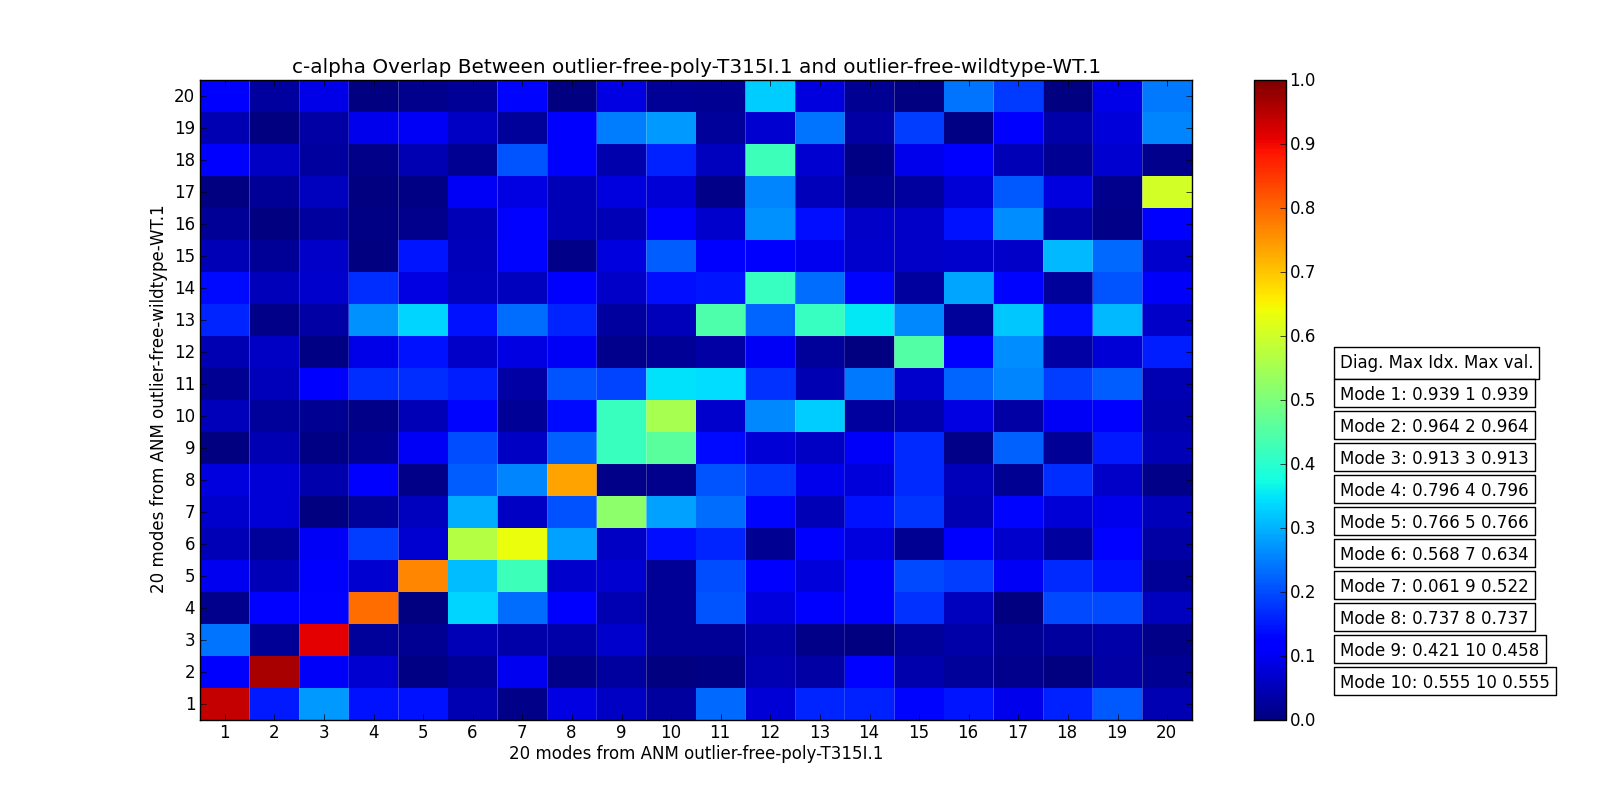 c-alpha Overlap Between outlier-free-poly-T315I.1 and outlier-free-wildtype-WT.1
20 modes from ANM outlier-free-wildtype-WT.1
20
19
18
17
16
15
14
13
12
11
10
9
8
7
6
5
4
3
2
1
1 2 3 4 5 6 7 8 9 10 11 12 13 14 15 16 17 18 19 20
20 modes from ANM outlier-free-poly-T315I.1
1.0
0.9
0.8
0.7
0.6
0.5
0.4
0.3
0.2
0.1
0.0
Diag. Max Idx. Max val.
Mode 1: 0.939 1 0.939
Mode 2: 0.964 2 0.964
Mode 3: 0.913 3 0.913
Mode 4: 0.796 4 0.796
Mode 5: 0.766 5 0.766
Mode 6: 0.568 7 0.634
Mode 7: 0.061 9 0.522
Mode 8: 0.737 8 0.737
Mode 9: 0.421 10 0.458
Mode 10: 0.555 10 0.555